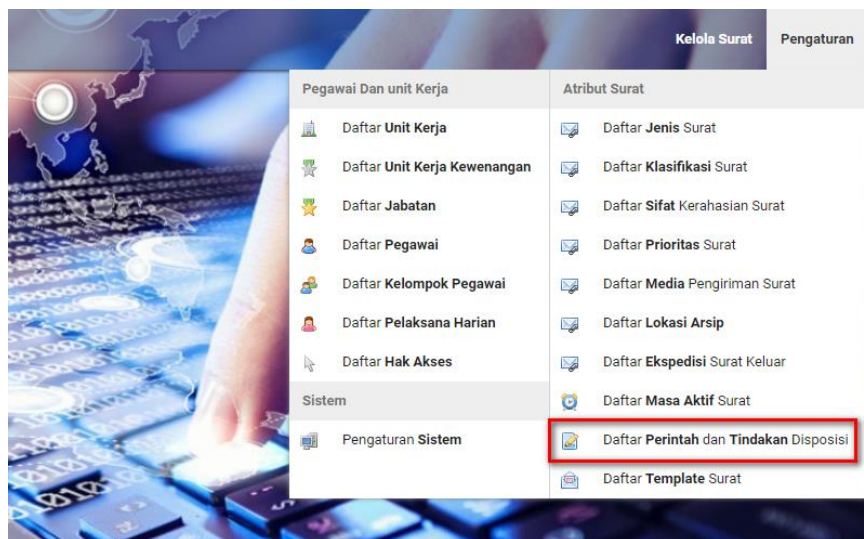 Kelola Surat
Pengaturan
Pegawai Dan unit Kerja
Daftar Unit Kerja
Daftar Unit Kerja Kewenangan
Daftar Jabatan
Daftar Pegawai
Daftar Kelompok Pegawai
Daftar Pelaksana Harian
Daftar Hak Akses
Sistem
Pengaturan Sistem
Atribut Surat
Daftar Jenis Surat
Daftar Klasifikasi Surat
Daftar Sifat Kerahasian Surat
Daftar Prioritas Surat
Daftar Media Pengiriman Surat
Daftar Lokasi Arsip
Daftar Ekspedisi Surat Keluar
Daftar Masa Aktif Surat
Daftar Perintah dan Tindakan Disposisi
Daftar Template Surat